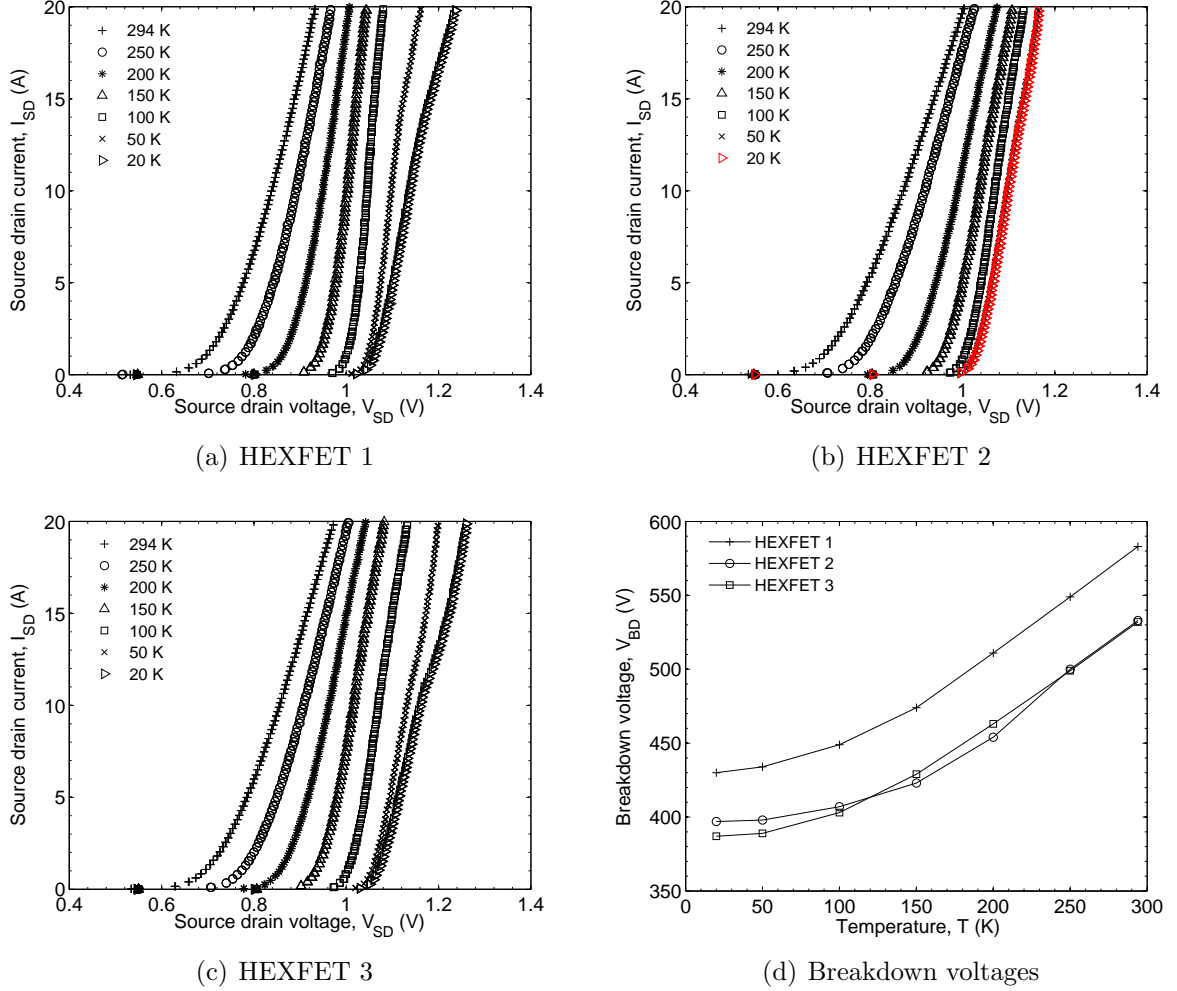 20
15
10
5
0
0.4
0.6
0.8
1
1.2
1.4
Source drain current, I_SD (A)
Source drain voltage, V_SD (V)
294 K
250 K
200 K
150 K
100 K
50 K
20 K
(a) HEXFET 1
20
15
10
5
0
0.4
0.6
0.8
1
1.2
1.4
Source drain current, I_SD (A)
Source drain voltage, V_SD (V)
294 K
250 K
200 K
150 K
100 K
50 K
20 K
(b) HEXFET 2
20
15
10
5
0
0.4
0.6
0.8
1
1.2
1.4
Source drain current, I_SD (A)
Source drain voltage, V_SD (V)
294 K
250 K
200 K
150 K
100 K
50 K
20 K
(c) HEXFET 3
600
550
500
450
400
350
0
50
100
150
200
250
300
Breakdown voltage, V_BD (V)
Temperature, T (K)
HEXFET 1
HEXFET 2
HEXFET 3
(d) Breakdown voltages